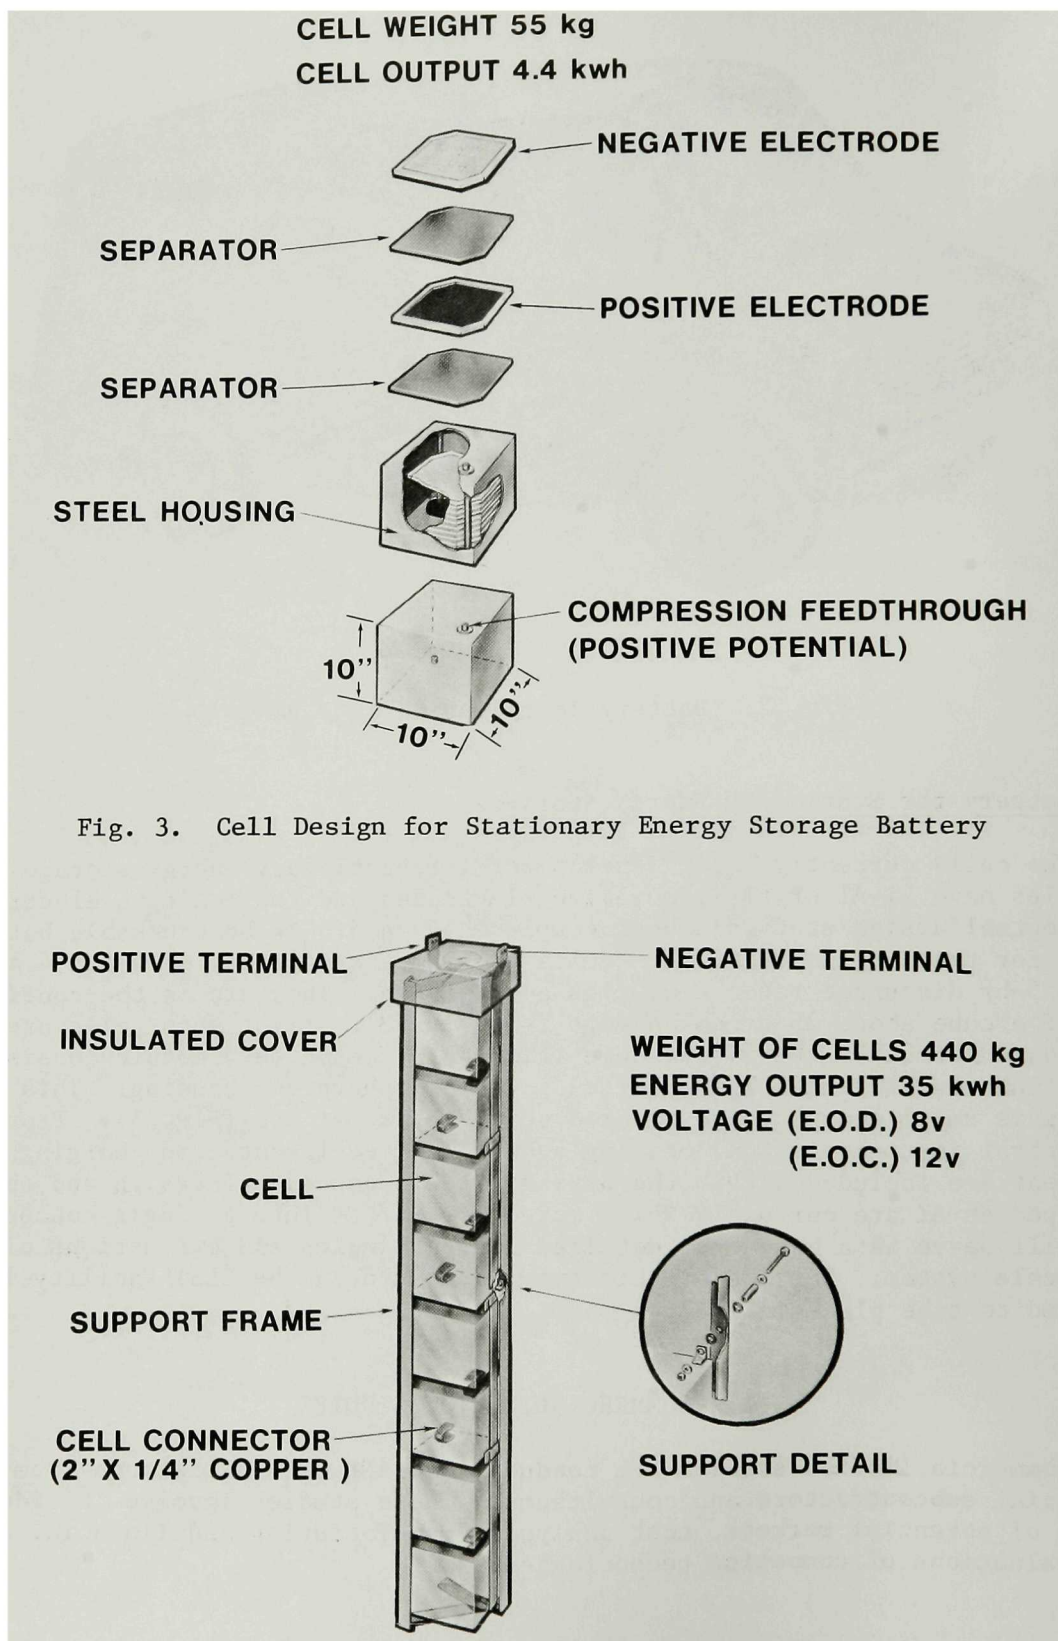 CELL WEIGHT 55 kg
CELL OUTPUT 4.4 kwh
NEGATIVE ELECTRODE
SEPARATOR
POSITIVE ELECTRODE
SEPARATOR
STEEL HOUSING
COMPRESSION FEEDTHROUGH
(POSITIVE POTENTIAL)
10"
10"
10"
Fig. 3. Cell Design for Stationary Energy Storage Battery
POSITIVE TERMINAL
NEGATIVE TERMINAL
INSULATED COVER
WEIGHT OF CELLS 440 kg
ENERGY OUTPUT 35 kwh
VOLTAGE (E.O.D.) 8v
(E.O.C.) 12v
CELL
SUPPORT FRAME
CELL CONNECTOR
(2" X 1/4" COPPER )
SUPPORT DETAIL